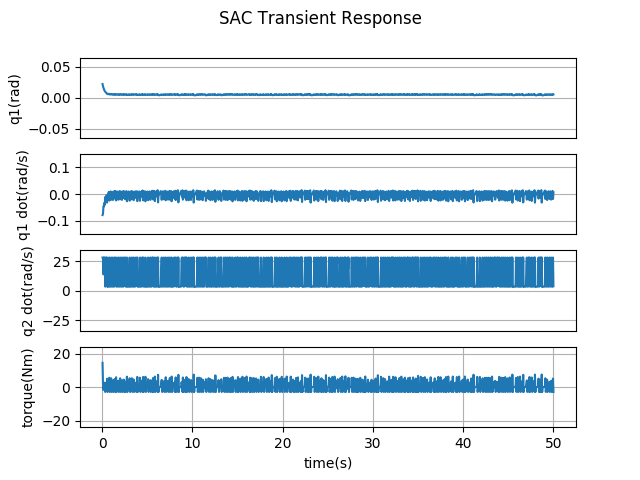 SAC Transient Response
q1(rad)
0.05
0.00
−0.05
q1 dot(rad/s)
0.1
0.0
−0.1
q2 dot(rad/s)
25
0
−25
torque(Nm)
20
0
−20
0 10 20 30 40 50
time(s)